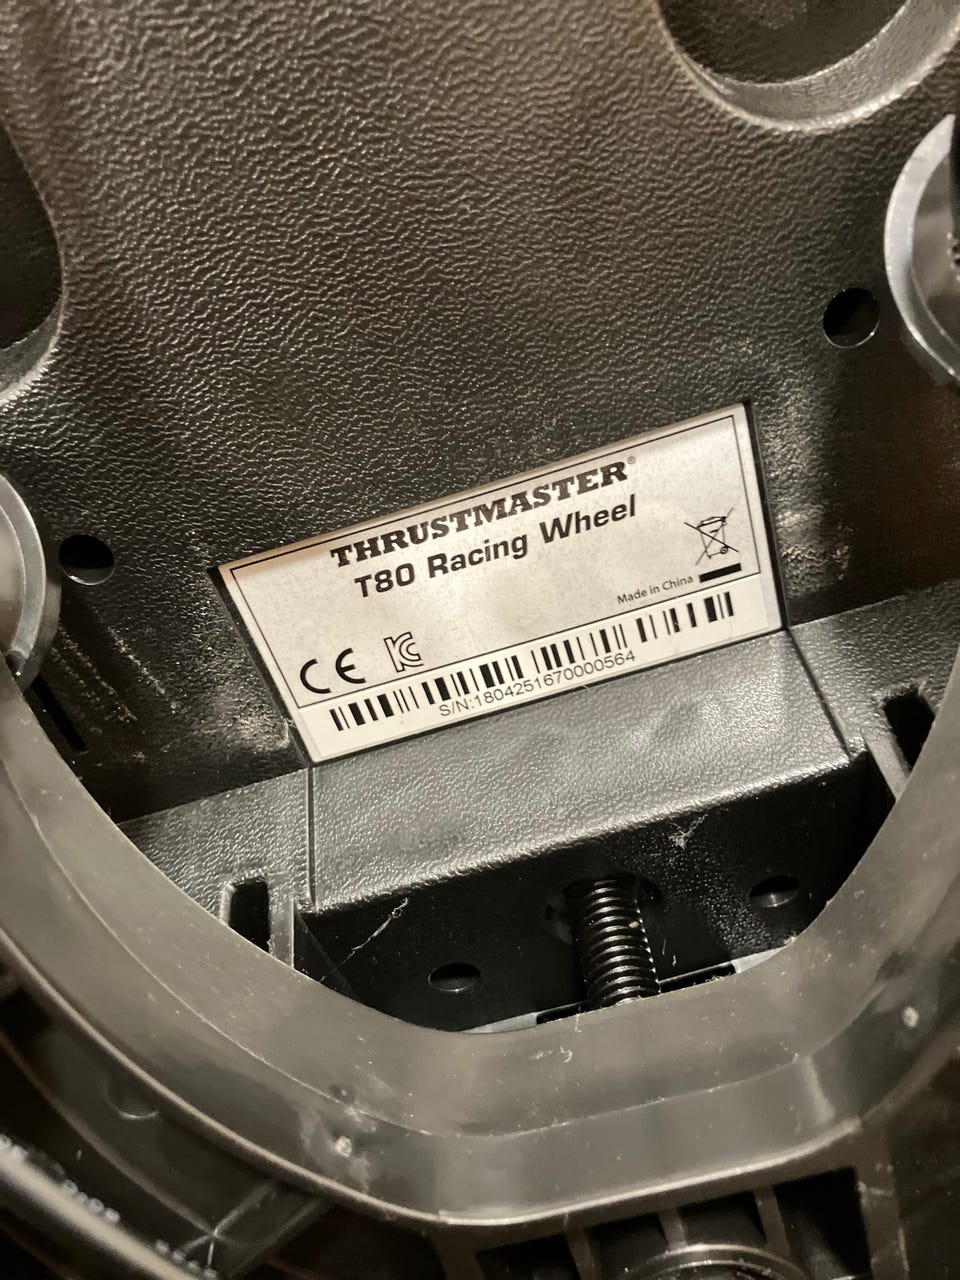 THRUSTMASTER®
T80 Racing Wheel
Made in China
CE
S/N:1804251670000564